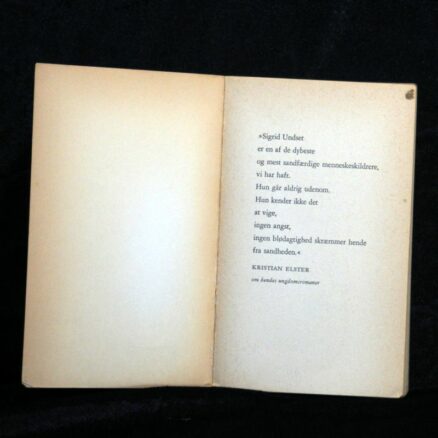 »Sigrid Undset
er en af de dybeste
og mest sandfærdige menneskeskildrere,
vi har haft.
Hun går aldrig udenom.
Hun kender ikke det
at vige,
ingen angst,
ingen blødagtighed skræmmer hende
fra sandheden.«
KRISTIAN ELSTER
om hendes ungdomsromaner